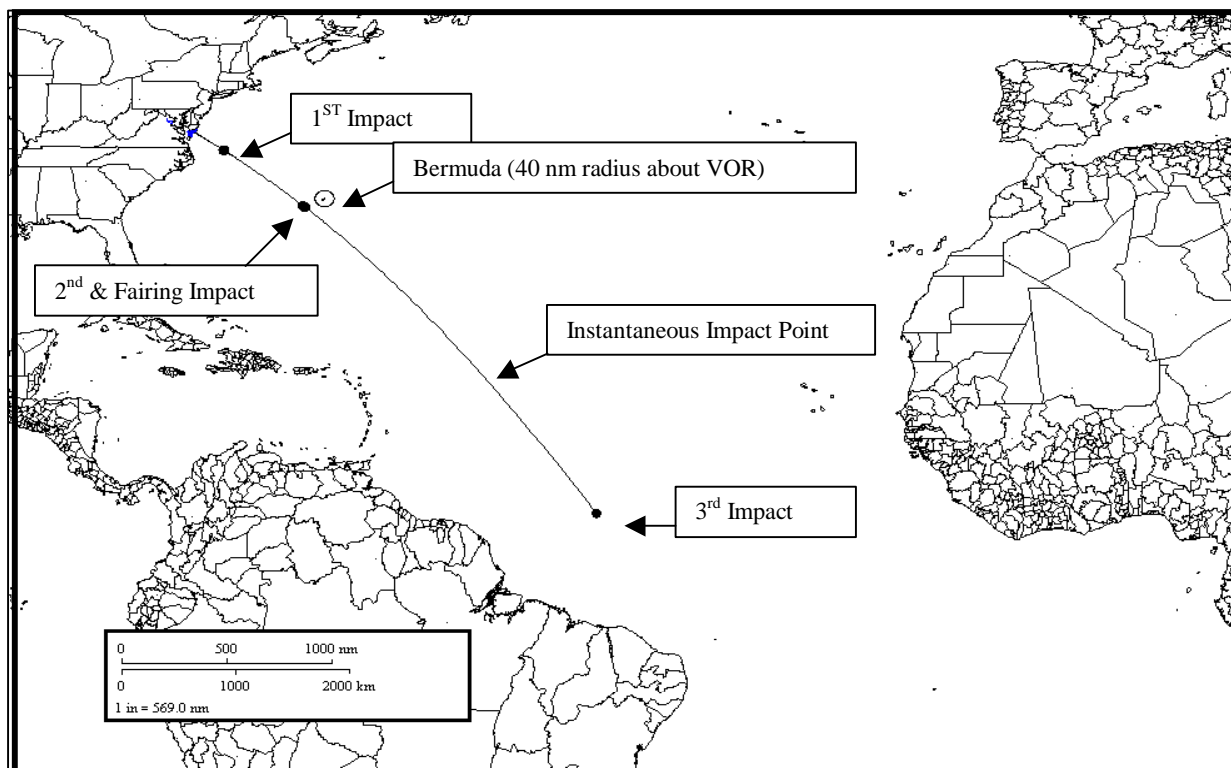 1ST Impact
Bermuda (40 nm radius about VOR)
2nd & Fairing Impact
Instantaneous Impact Point
3rd Impact
0 500 1000 nm
0 1000 2000 km
1 in = 569.0 nm